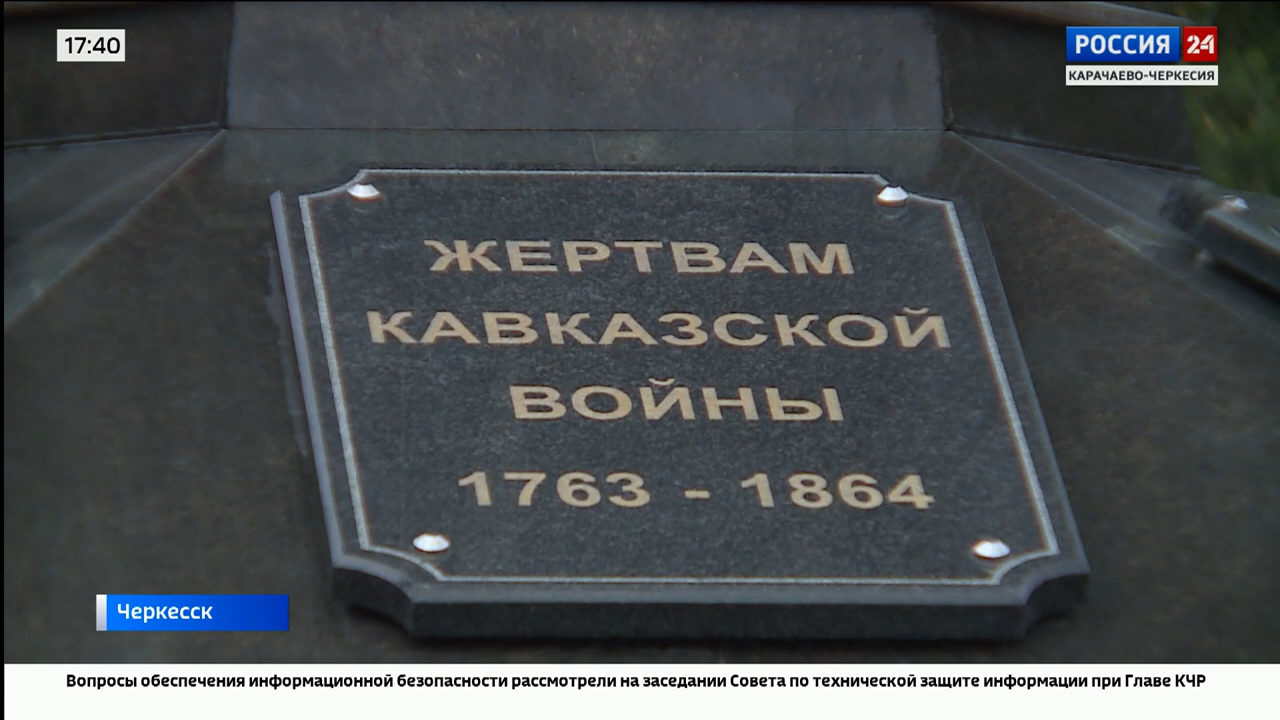 17:40
РОССИЯ 24
КАРАЧАЕВО-ЧЕРКЕСИЯ
ЖЕРТВАМ
КАВКАЗСКОЙ
ВОЙНЫ
1763 - 1864
Черкесск
Вопросы обеспечения информационной безопасности рассмотрели на заседании Совета по технической защите информации при Главе КЧР